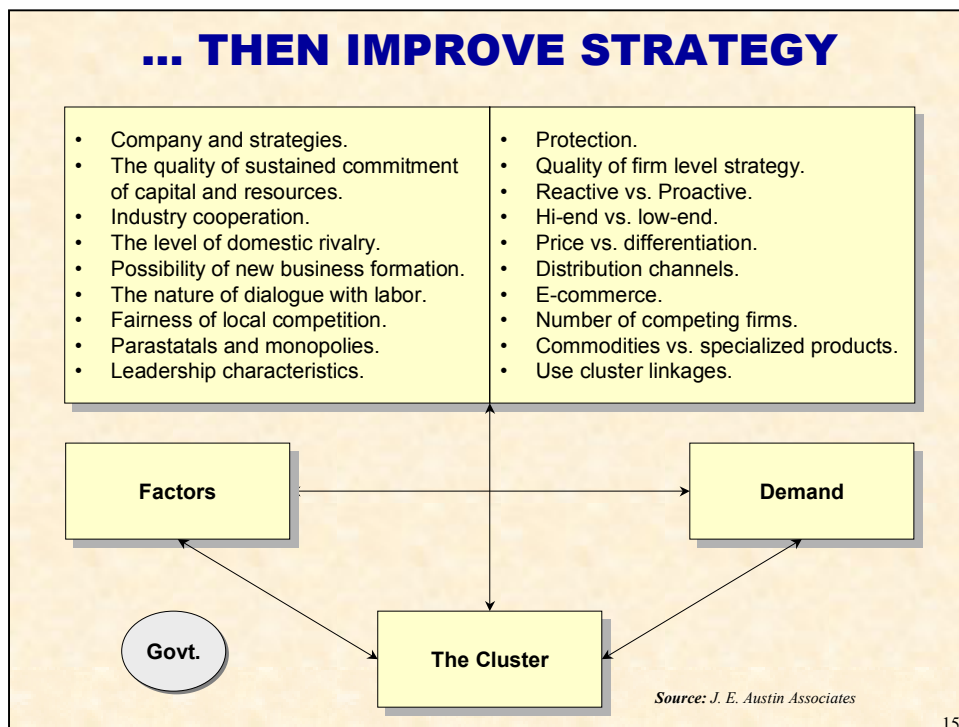 ... THEN IMPROVE STRATEGY
• Company and strategies.
• The quality of sustained commitment
of capital and resources.
• Industry cooperation.
• The level of domestic rivalry.
• Possibility of new business formation.
• The nature of dialogue with labor.
• Fairness of local competition.
• Parastatals and monopolies.
• Leadership characteristics.
• Protection.
• Quality of firm level strategy.
• Reactive vs. Proactive.
• Hi-end vs. low-end.
• Price vs. differentiation.
• Distribution channels.
• E-commerce.
• Number of competing firms.
• Commodities vs. specialized products.
• Use cluster linkages.
Factors
Demand
Govt.
The Cluster
Source: J. E. Austin Associates
15